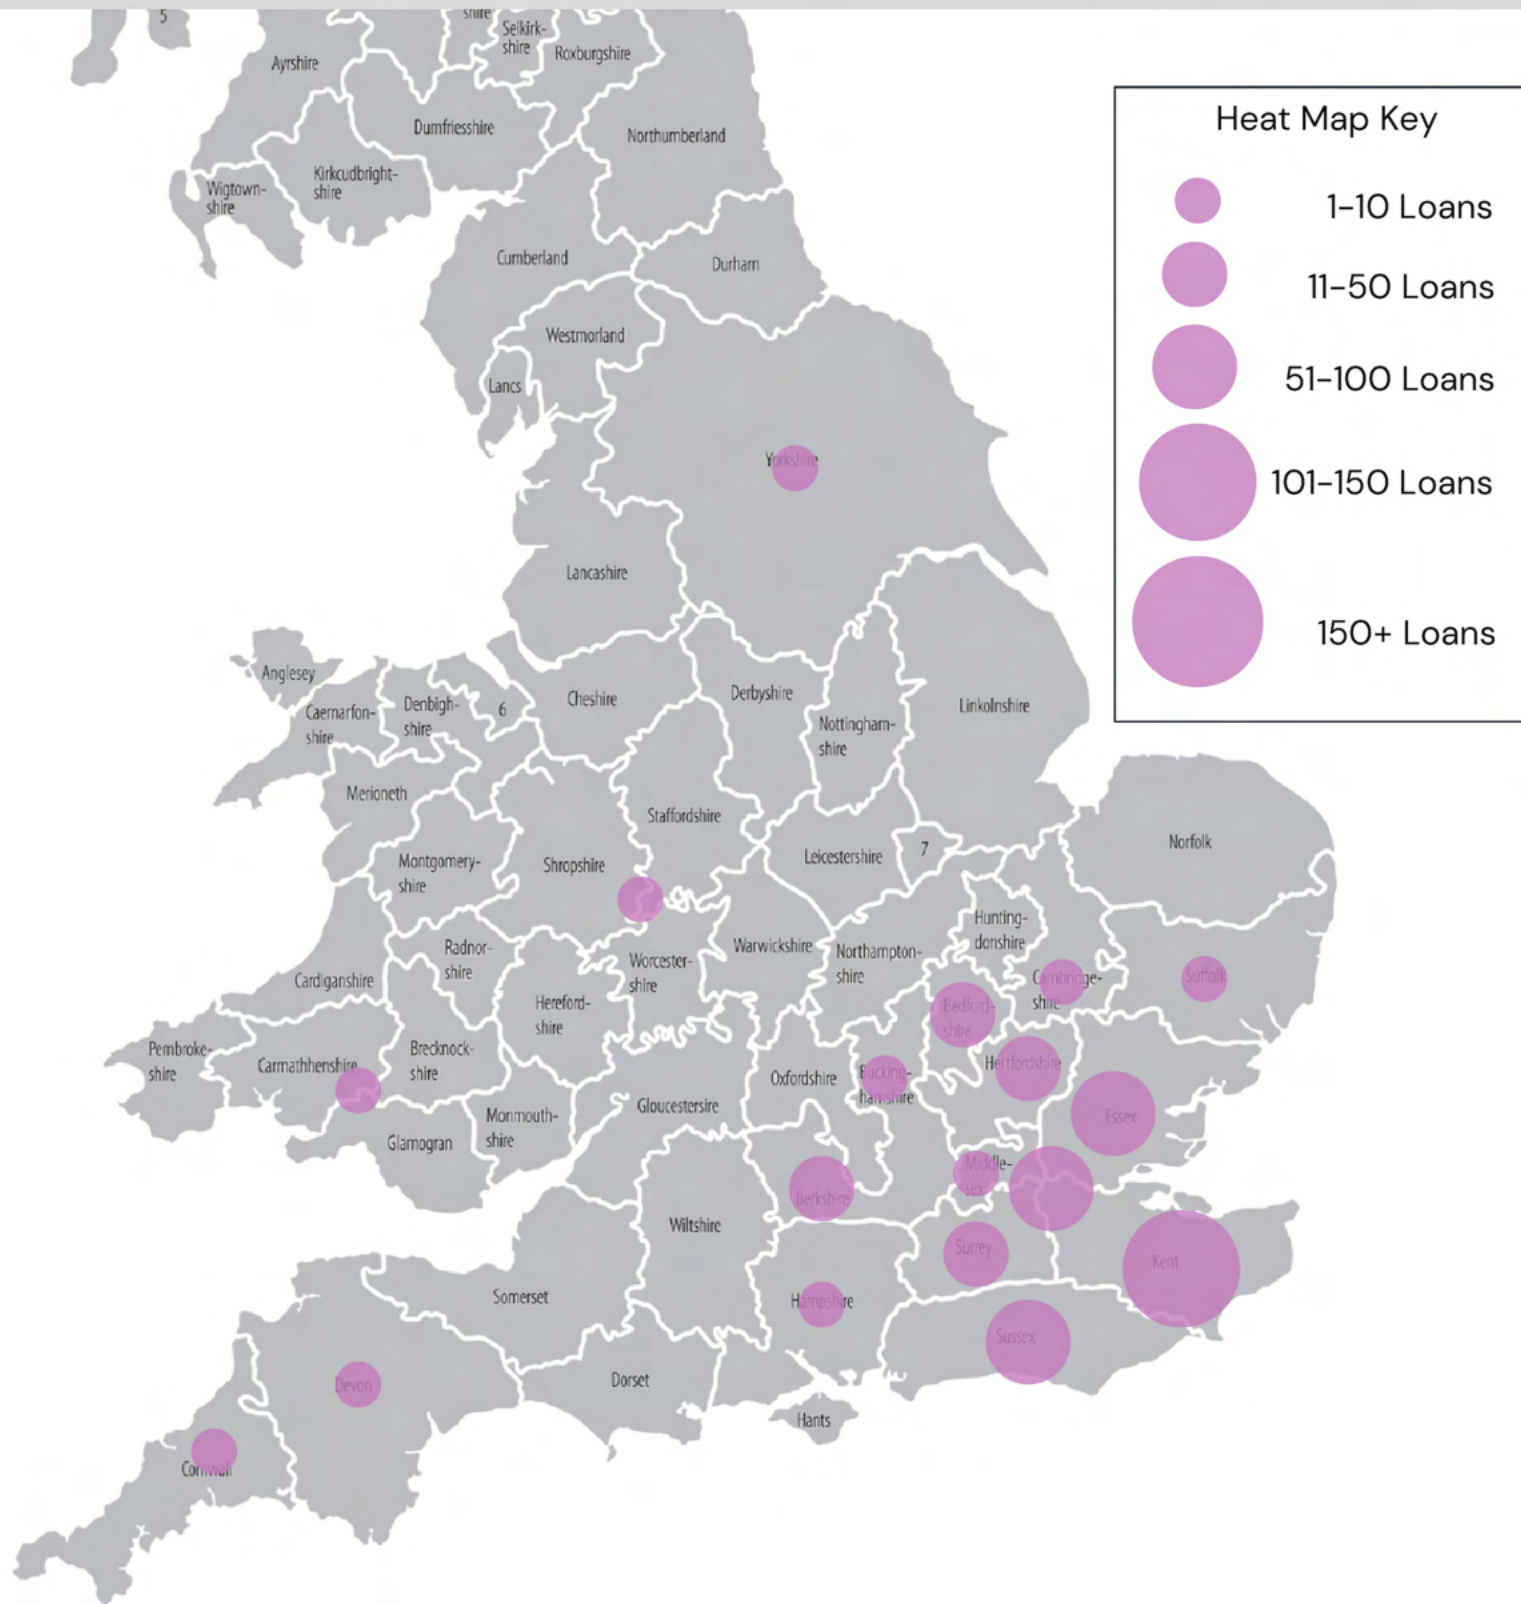 5
shire
Selkirk-
shire
Roxburgshire
Ayrshire
Dumfriesshire
Northumberland
Kirkcudbright-
shire
Wigtown-
shire
Cumberland
Durham
Westmorland
Lancs
Yorkshire
Lancashire
Anglesey
Caernarfon-
shire
Denbigh-
shire
6
Cheshire
Derbyshire
Nottingham-
shire
Linkolnshire
Merioneth
Staffordshire
Montgomery-
shire
Shropshire
Leicestershire
7
Norfolk
Radnor-
shire
Worcester-
shire
Warwickshire
Northampton-
shire
Hunting-
donshire
Cardiganshire
Hereford-
shire
Cambridge-
shire
Suffolk
Bedford-
shire
Pembroke-
shire
Carmathhenshire
Brecknock-
shire
Oxfordshire
Bucking-
hamshire
Hertfordshire
Gloucestersire
Monmouth-
shire
Glamogran
Essex
Middle-
sex
Berkshire
Wiltshire
Surrey
Kent
Somerset
Hampshire
Sussex
Devon
Dorset
Hants
Cornwall
Heat Map Key
1-10 Loans
11-50 Loans
51-100 Loans
101-150 Loans
150+ Loans